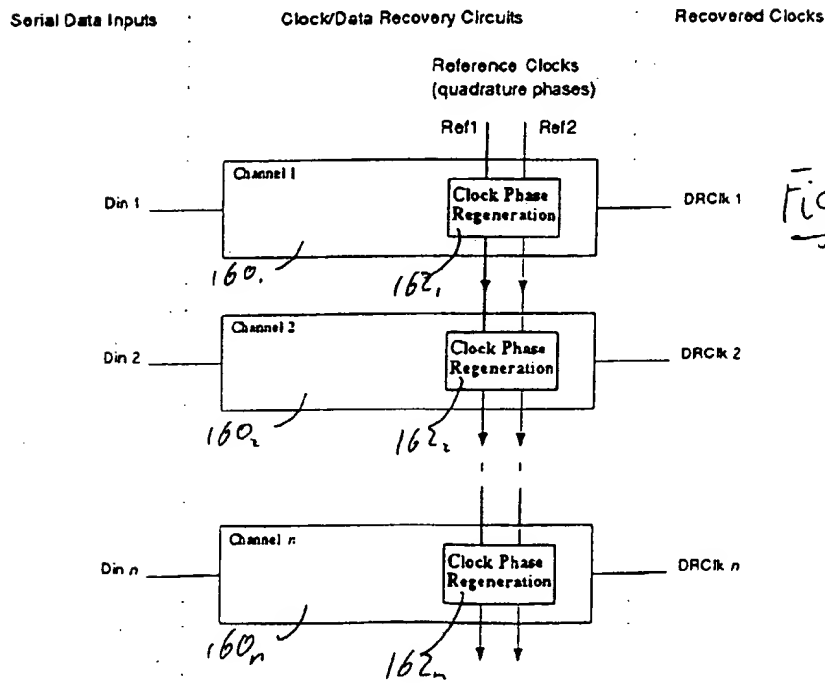 Serial Data Inputs
Clock/Data Recovery Circuits
Recovered Clocks
Reference Clocks
(quadrature phases)
Ref1
Ref2
Channel 1
Din 1
Clock Phase
Regeneration
DRClk 1
160₁
162₁
Channel 2
Din 2
Clock Phase
Regeneration
DRClk 2
160₂
162₂
Channel n
Din n
Clock Phase
Regeneration
DRClk n
160ₙ
162ₙ